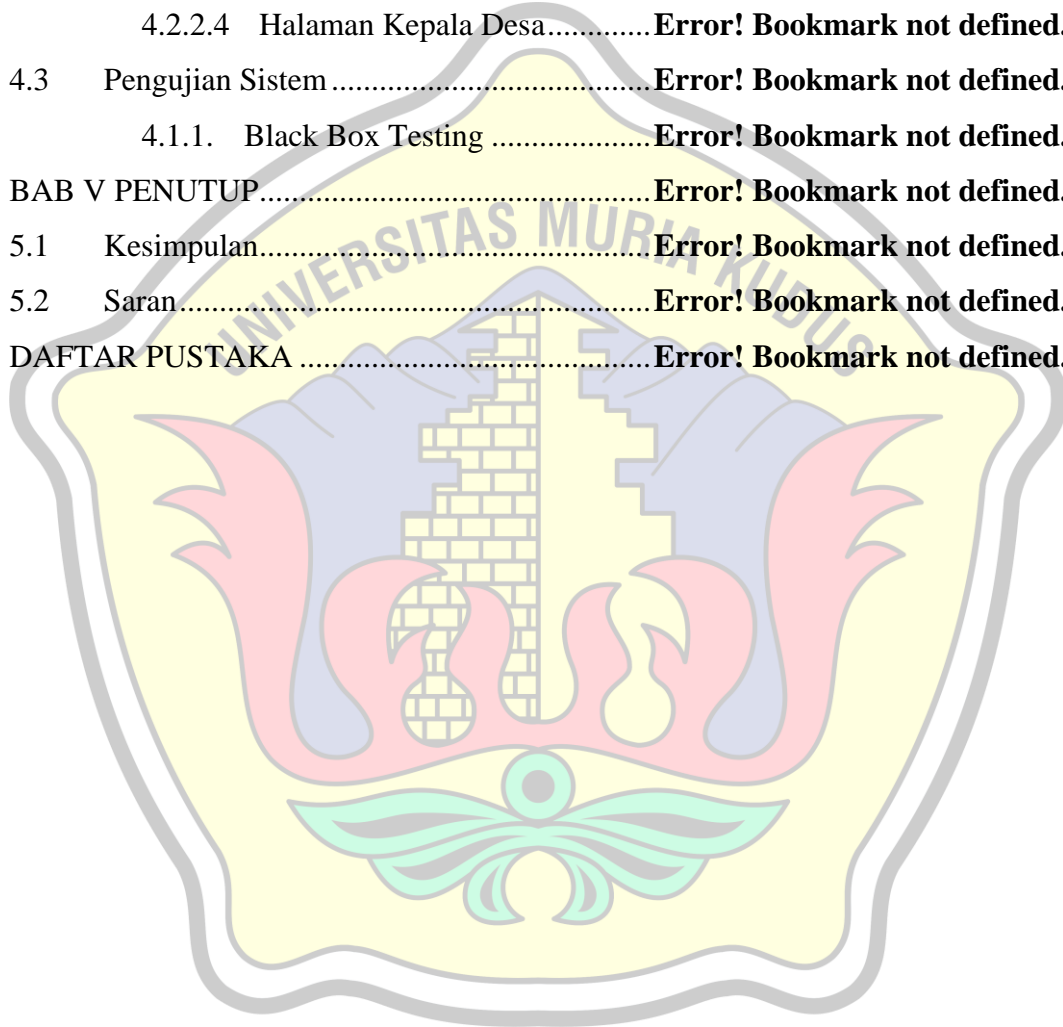 4.2.2.4 Halaman Kepala Desa.............Error! Bookmark not defined.
4.3 Pengujian Sistem.......................................Error! Bookmark not defined.
4.1.1. Black Box Testing ...................Error! Bookmark not defined.
BAB V PENUTUP...............................................Error! Bookmark not defined.
5.1 Kesimpulan...............................................Error! Bookmark not defined.
5.2 Saran.........................................................Error! Bookmark not defined.
DAFTAR PUSTAKA ..........................................Error! Bookmark not defined.
UNIVERSITAS MURIA KUDUS